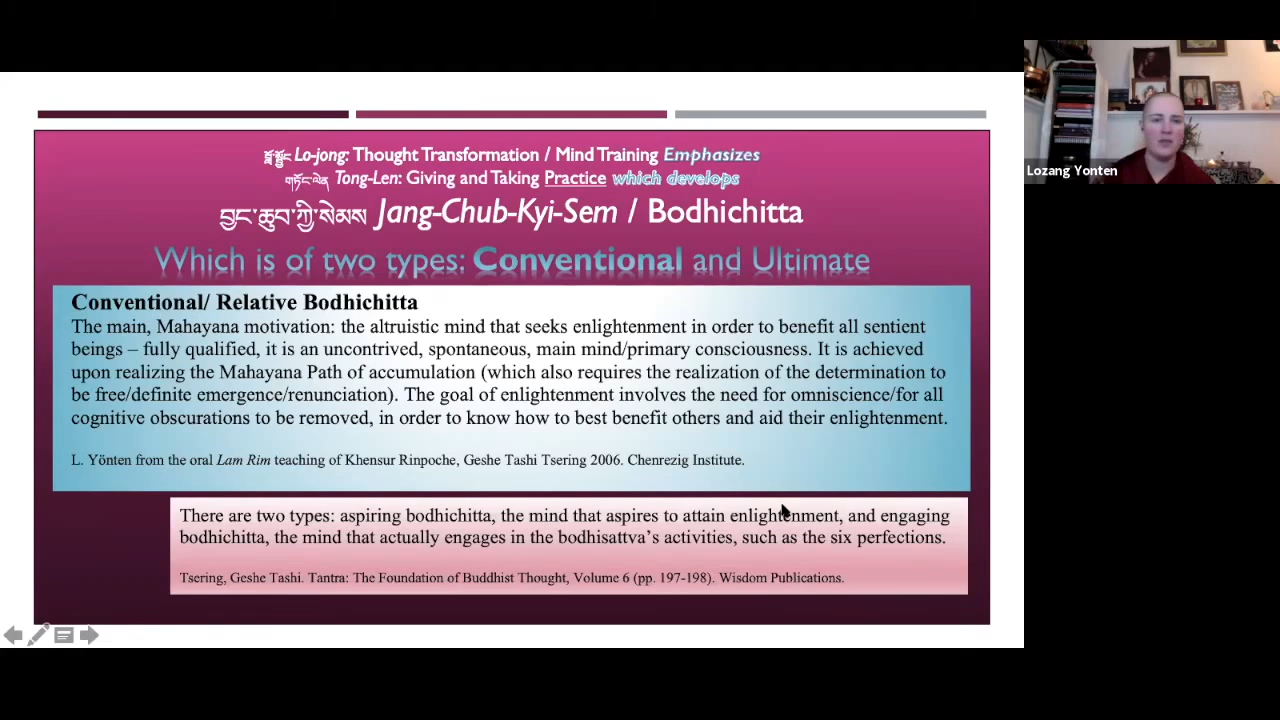 བློ་སྦྱོང Lo-jong: Thought Transformation / Mind Training Emphasizes
གཏོང་ལེན Tong-Len: Giving and Taking Practice which develops
བྱང་ཆུབ་ཀྱི་སེམས Jang-Chub-Kyi-Sem / Bodhichitta
Which is of two types: Conventional and Ultimate
Conventional/ Relative Bodhichitta
The main, Mahayana motivation: the altruistic mind that seeks enlightenment in order to benefit all sentient
beings – fully qualified, it is an uncontrived, spontaneous, main mind/primary consciousness. It is achieved
upon realizing the Mahayana Path of accumulation (which also requires the realization of the determination to
be free/definite emergence/renunciation). The goal of enlightenment involves the need for omniscience/for all
cognitive obscurations to be removed, in order to know how to best benefit others and aid their enlightenment.
L. Yönten from the oral Lam Rim teaching of Khensur Rinpoche, Geshe Tashi Tsering 2006. Chenrezig Institute.
There are two types: aspiring bodhichitta, the mind that aspires to attain enlightenment, and engaging
bodhichitta, the mind that actually engages in the bodhisattva's activities, such as the six perfections.
Tsering, Geshe Tashi. Tantra: The Foundation of Buddhist Thought, Volume 6 (pp. 197-198). Wisdom Publications.
Lozang Yonten